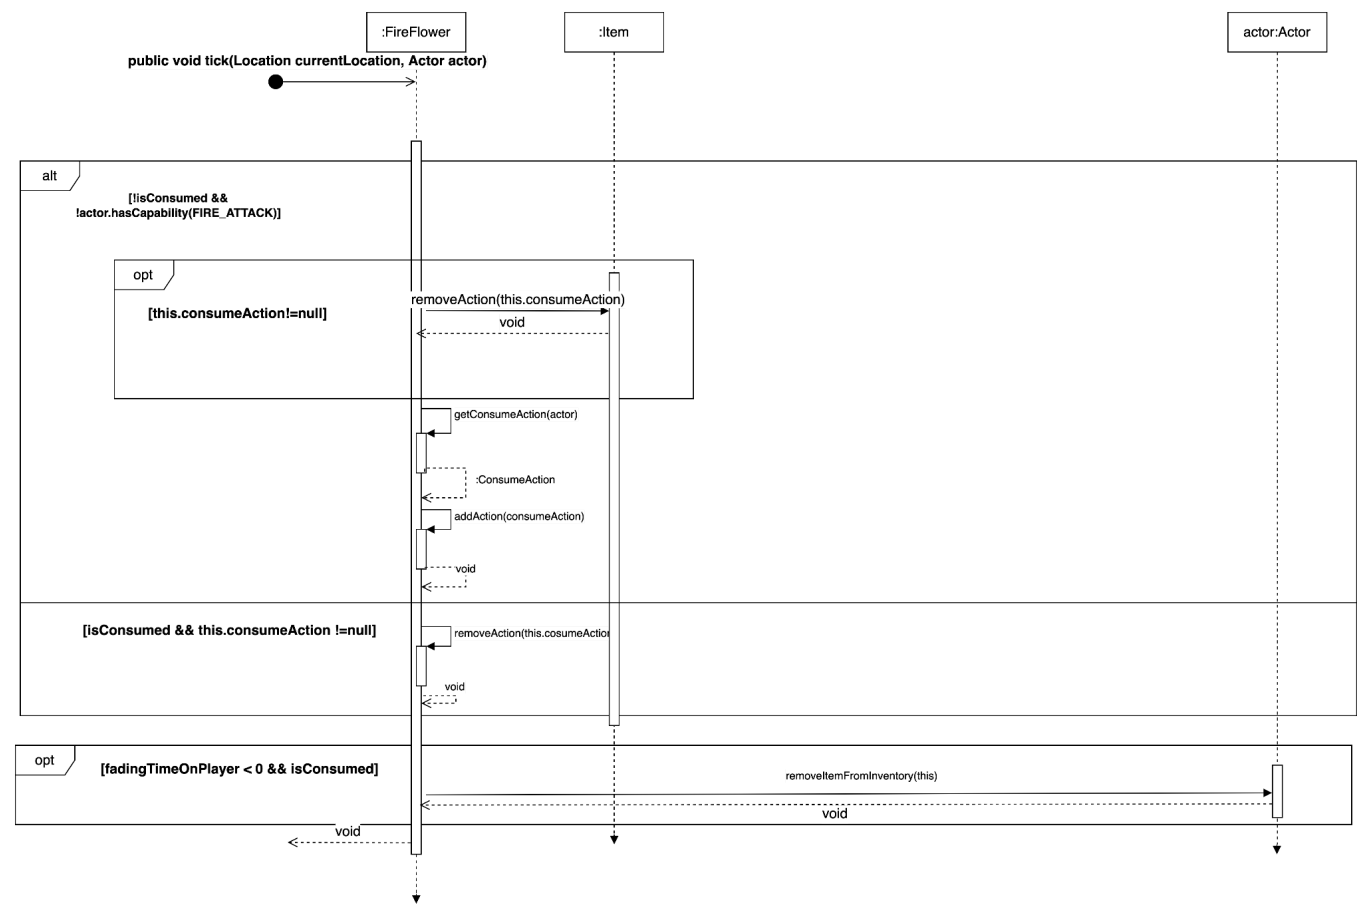 :FireFlower
:Item
actor:Actor
public void tick(Location currentLocation, Actor actor)
alt
[!isConsumed &&
!actor.hasCapability(FIRE_ATTACK)]
opt
removeAction(this.consumeAction)
[this.consumeAction!=null]
void
getConsumeAction(actor)
:ConsumeAction
addAction(consumeAction)
void
[isConsumed && this.consumeAction !=null]
removeAction(this.cosumeAction
void
opt
[fadingTimeOnPlayer < 0 && isConsumed]
removeItemFromInventory(this)
void
void